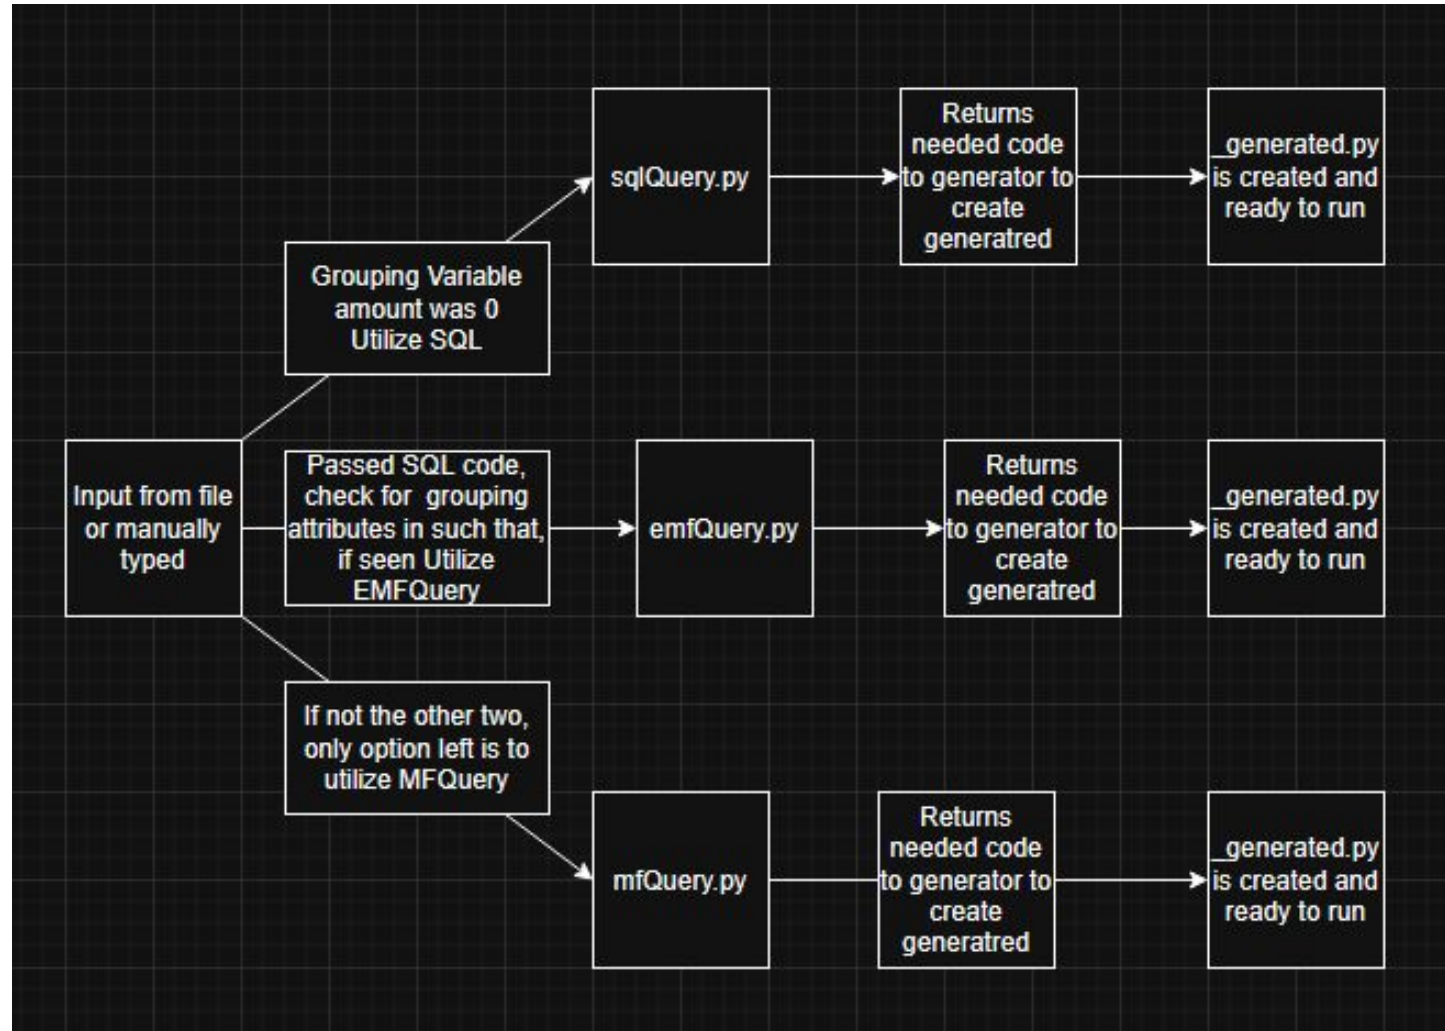 sqlQuery.py
Returns
needed code
to generator to
create
generatred
_generated.py
is created and
ready to run
Grouping Variable
amount was 0
Utilize SQL
Input from file
or manually
typed
Passed SQL code,
check for grouping
attributes in such that,
if seen Utilize
EMFQuery
emfQuery.py
Returns
needed code
to generator to
create
generatred
_generated.py
is created and
ready to run
If not the other two,
only option left is to
utilize MFQuery
mfQuery.py
Returns
needed code
to generator to
create
generatred
_generated.py
is created and
ready to run